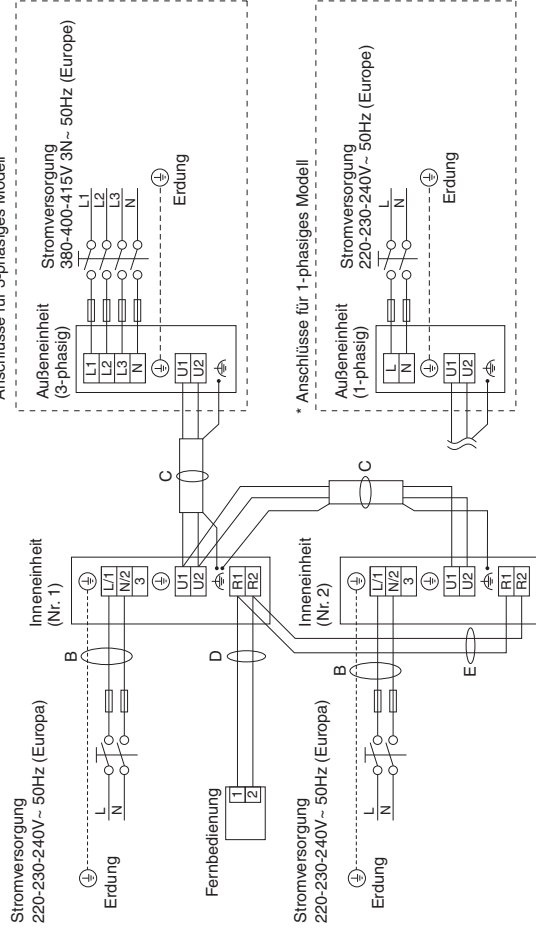 Stromversorgung
220-230-240V ~ 50Hz (Europa)
Erdung
L
N
B
Inneneinheit
(Nr. 1)
L/1
N/2
3
U1
U2
R1
R2
Fernbedienung
1
2
D
C
Anschlüsse für 3-phasiges Modell
Außeneinheit
(3-phasig)
L1
L2
L3
N
U1
U2
Stromversorgung
380-400-415V 3N~ 50Hz (Europe)
L1
L2
L3
N
Erdung
Stromversorgung
220-230-240V ~ 50Hz (Europa)
Erdung
L
N
B
Inneneinheit
(Nr. 2)
L/1
N/2
3
U1
U2
R1
R2
E
C
* Anschlüsse für 1-phasiges Modell
Außeneinheit
(1-phasig)
L
N
U1
U2
Stromversorgung
220-230-240V ~ 50Hz (Europe)
L
N
Erdung